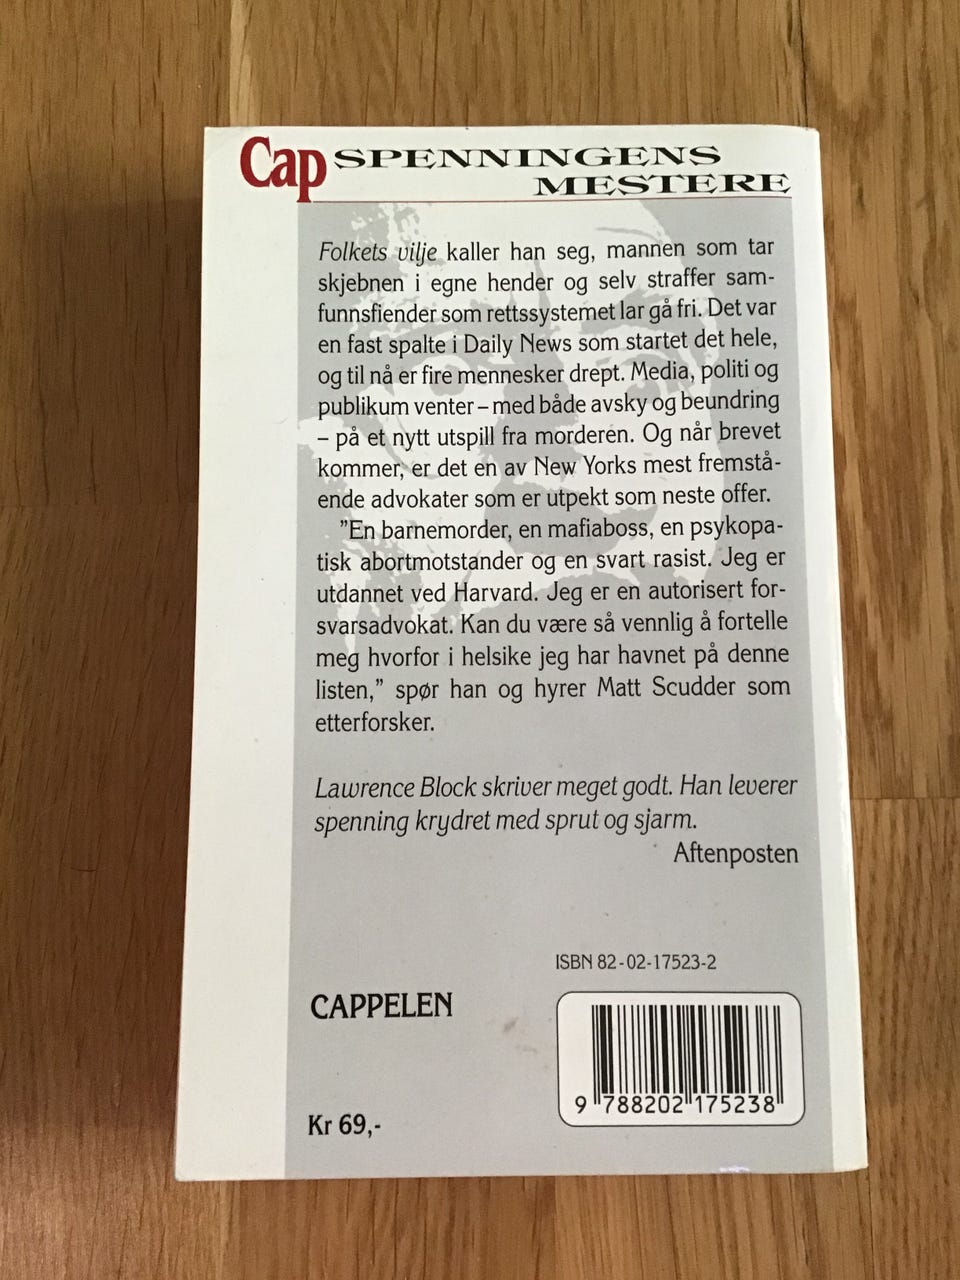 Cap SPENNINGENS
MESTERE
Folkets vilje kaller han seg, mannen som tar
skjebnen i egne hender og selv straffer sam-
funnsfiender som rettssystemet lar gå fri. Det var
en fast spalte i Daily News som startet det hele,
og til nå er fire mennesker drept. Media, politi og
publikum venter – med både avsky og beundring
– på et nytt utspill fra morderen. Og når brevet
kommer, er det en av New Yorks mest fremstå-
ende advokater som er utpekt som neste offer.
”En barnemorder, en mafiaboss, en psykopa-
tisk abortmotstander og en svart rasist. Jeg er
utdannet ved Harvard. Jeg er en autorisert for-
svarsadvokat. Kan du være så vennlig å fortelle
meg hvorfor i helsike jeg har havnet på denne
listen,” spør han og hyrer Matt Scudder som
etterforsker.
Lawrence Block skriver meget godt. Han leverer
spenning krydret med sprut og sjarm.
Aftenposten
ISBN 82-02-17523-2
CAPPELEN
9 788202 175238
Kr 69,-